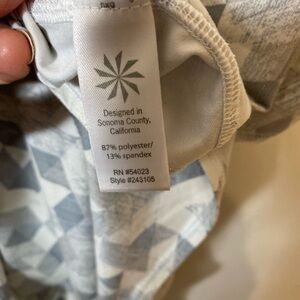 Designed in
Sonoma County,
California
87% polyester/
13% spandex
RN #54023
Style #243105